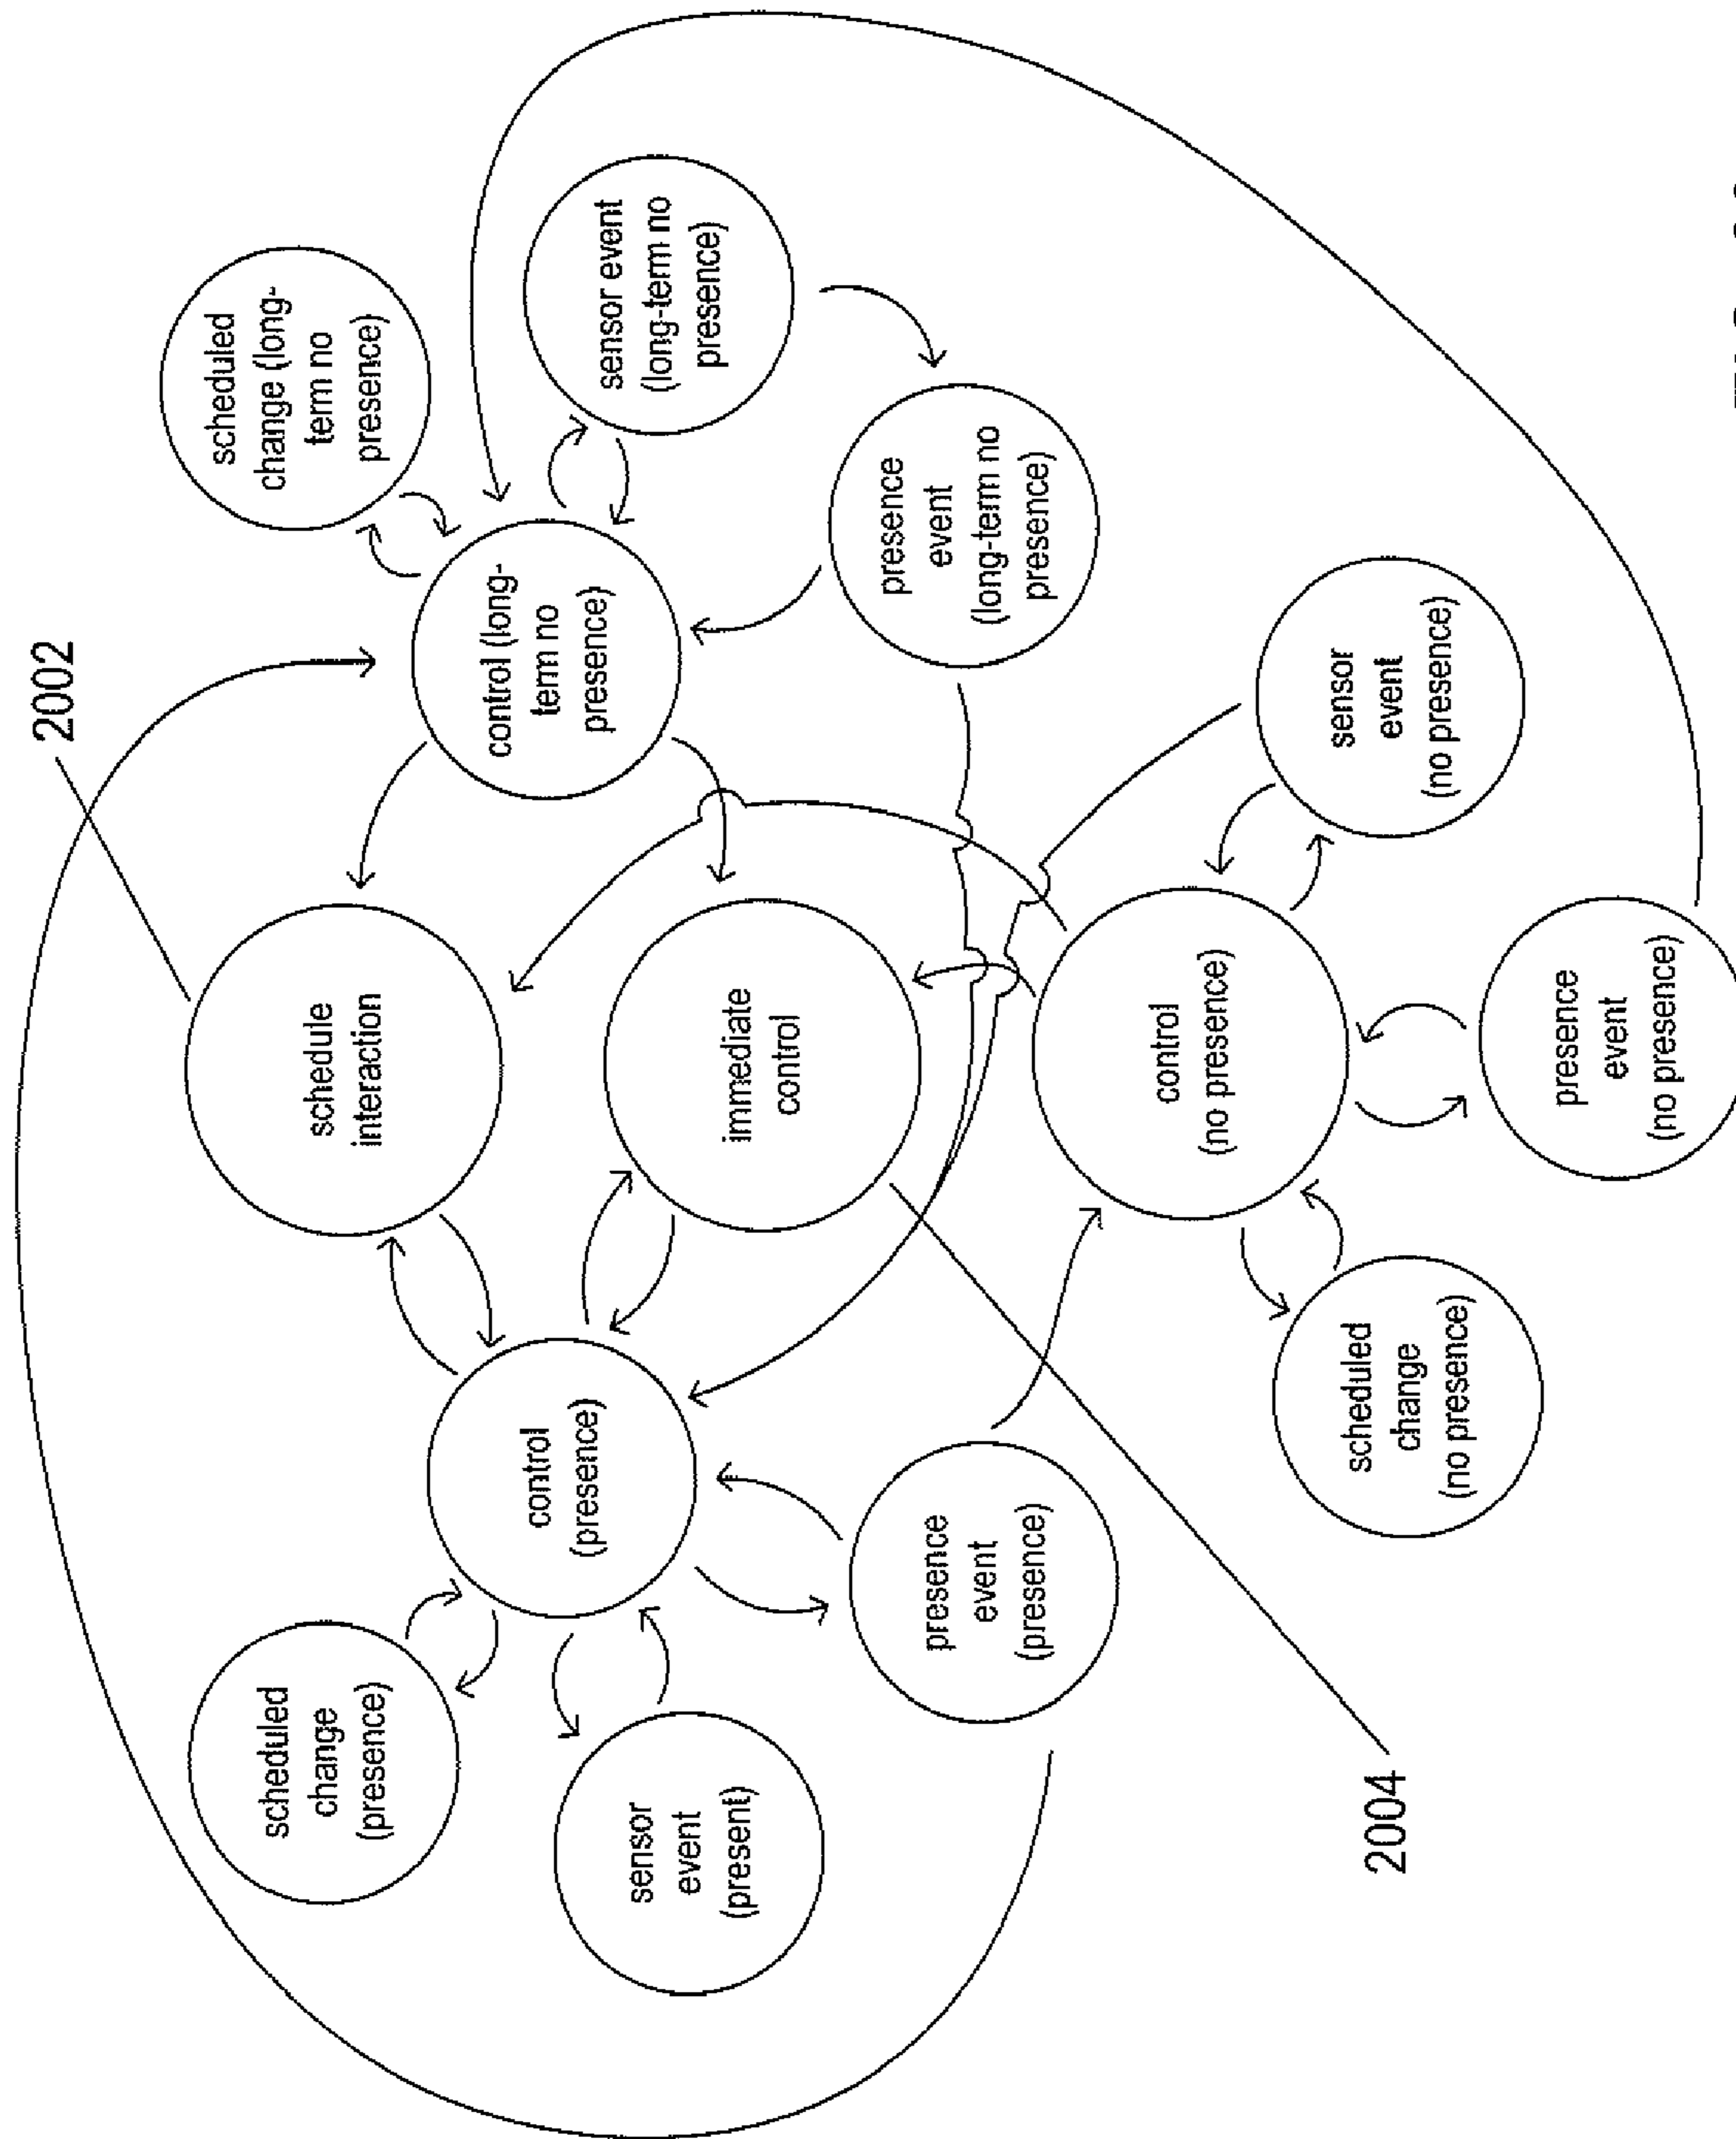 2002
scheduled
change (long-
term no
presence)
sensor event
(long-term no
presence)
control (long-
term no
presence)
presence
event
(long-term no
presence)
schedule
interaction
immediate
control
sensor
event
(no presence)
control
(no presence)
presence
event
(no presence)
control
(presence)
scheduled
change
(presence)
sensor
event
(present)
presence
event
(presence)
scheduled
change
(no presence)
2004